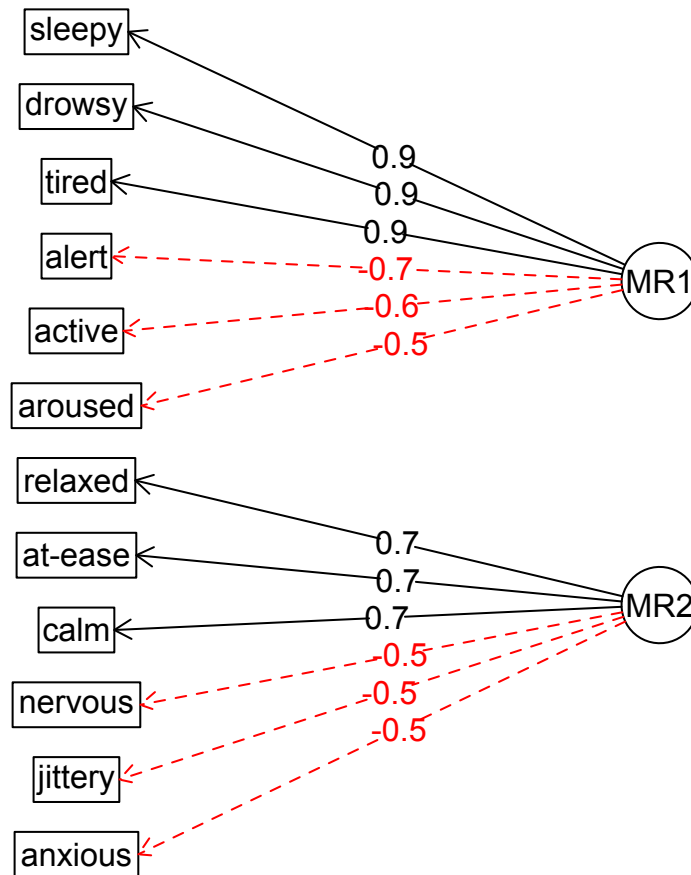 sleepy
drowsy
0.9
tired
0.9
0.9
alert
-0.7
MR1
-0.6
active
-0.5
aroused
relaxed
0.7
at-ease
0.7
MR2
calm
0.7
-0.5
nervous
-0.5
-0.5
jittery
anxious